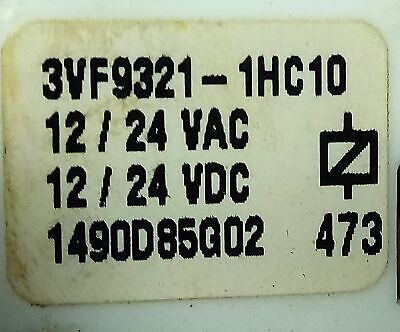 3VF9321-1HC10
12 / 24 VAC
12 / 24 VDC
1490D85G02 473